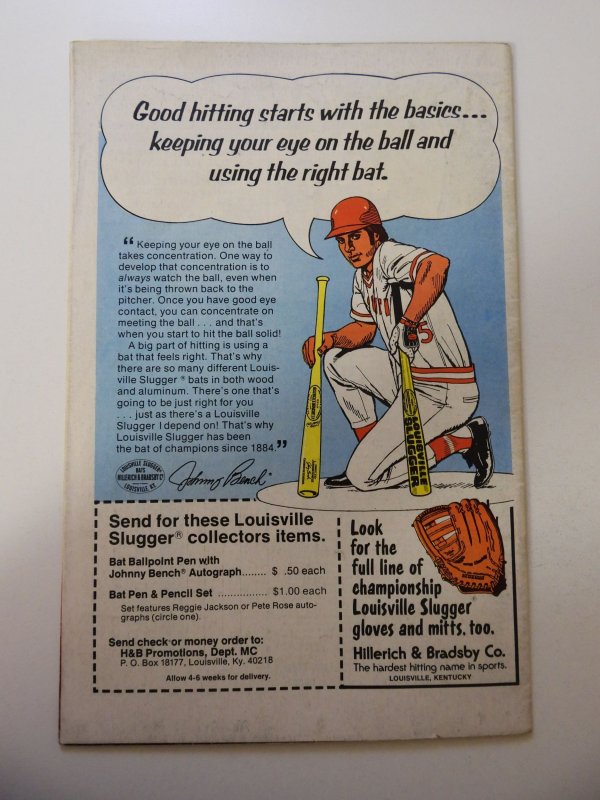 Good hitting starts with the basics...
keeping your eye on the ball and
using the right bat.
“ Keeping your eye on the ball
takes concentration. One way to
develop that concentration is to
always watch the ball, even when
it's being thrown back to the
pitcher. Once you have good eye
contact, you can concentrate on
meeting the ball . . . and that's
when you start to hit the ball solid!
A big part of hitting is using a
bat that feels right. That's why
there are so many different Louis-
ville Slugger ® bats in both wood
and aluminum. There's one that's
going to be just right for you
. . . just as there's a Louisville
Slugger I depend on! That's why
Louisville Slugger has been
the bat of champions since 1884.”
LOUISVILLE SLUGGER
BATS
HILLERICH & BRADSBY Cº
LOUISVILLE, KY.
Johnny Bench
5
LOUISVILLE
SLUGGER
Send for these Louisville
Slugger® collectors items.
Bat Ballpoint Pen with
Johnny Bench® Autograph........ $ .50 each
Bat Pen & Pencil Set ................ $1.00 each
Set features Reggie Jackson or Pete Rose auto-
graphs (circle one).
Send check or money order to:
H&B Promotions, Dept. MC
P. O. Box 18177, Louisville, Ky. 40218
Allow 4-6 weeks for delivery.
Look
for the
full line of
championship
Louisville Slugger®
gloves and mitts, too.
Hillerich & Bradsby Co.
The hardest hitting name in sports.
LOUISVILLE, KENTUCKY